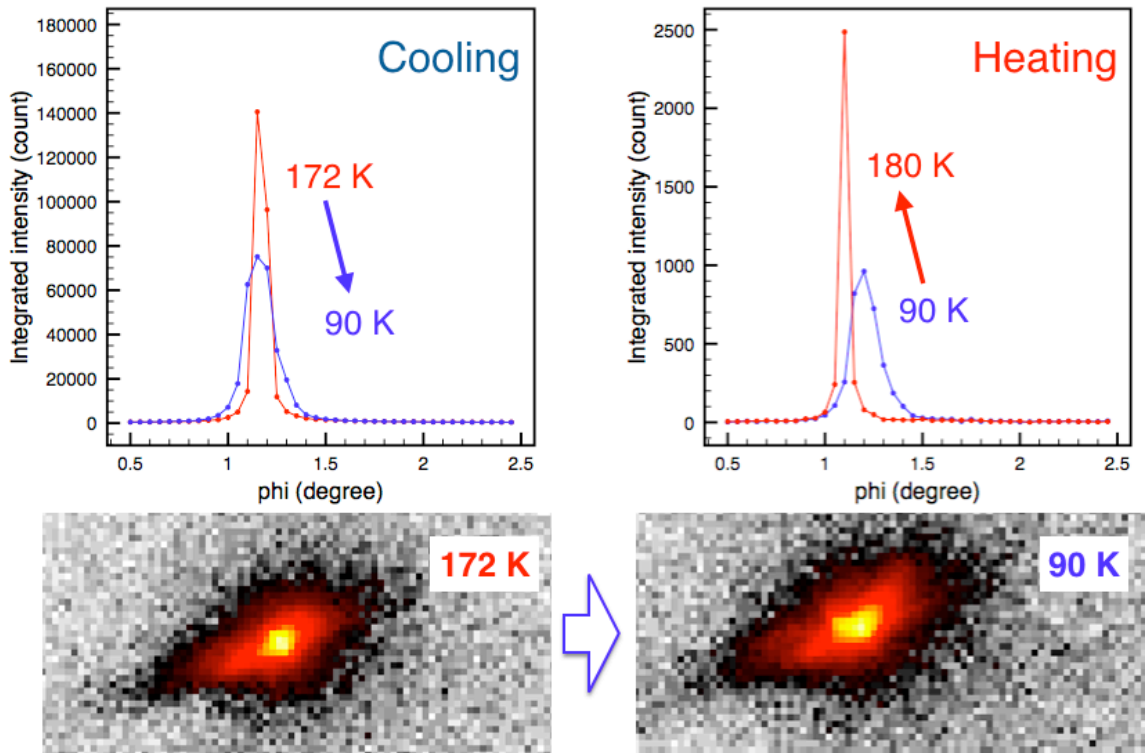 Cooling
Integrated intensity (count)
180000
160000
140000
120000
100000
80000
60000
40000
20000
0
172 K
90 K
0.5
1
1.5
2
2.5
phi (degree)
Heating
Integrated intensity (count)
2500
2000
1500
1000
500
0
180 K
90 K
0.5
1
1.5
2
2.5
phi (degree)
172 K
90 K